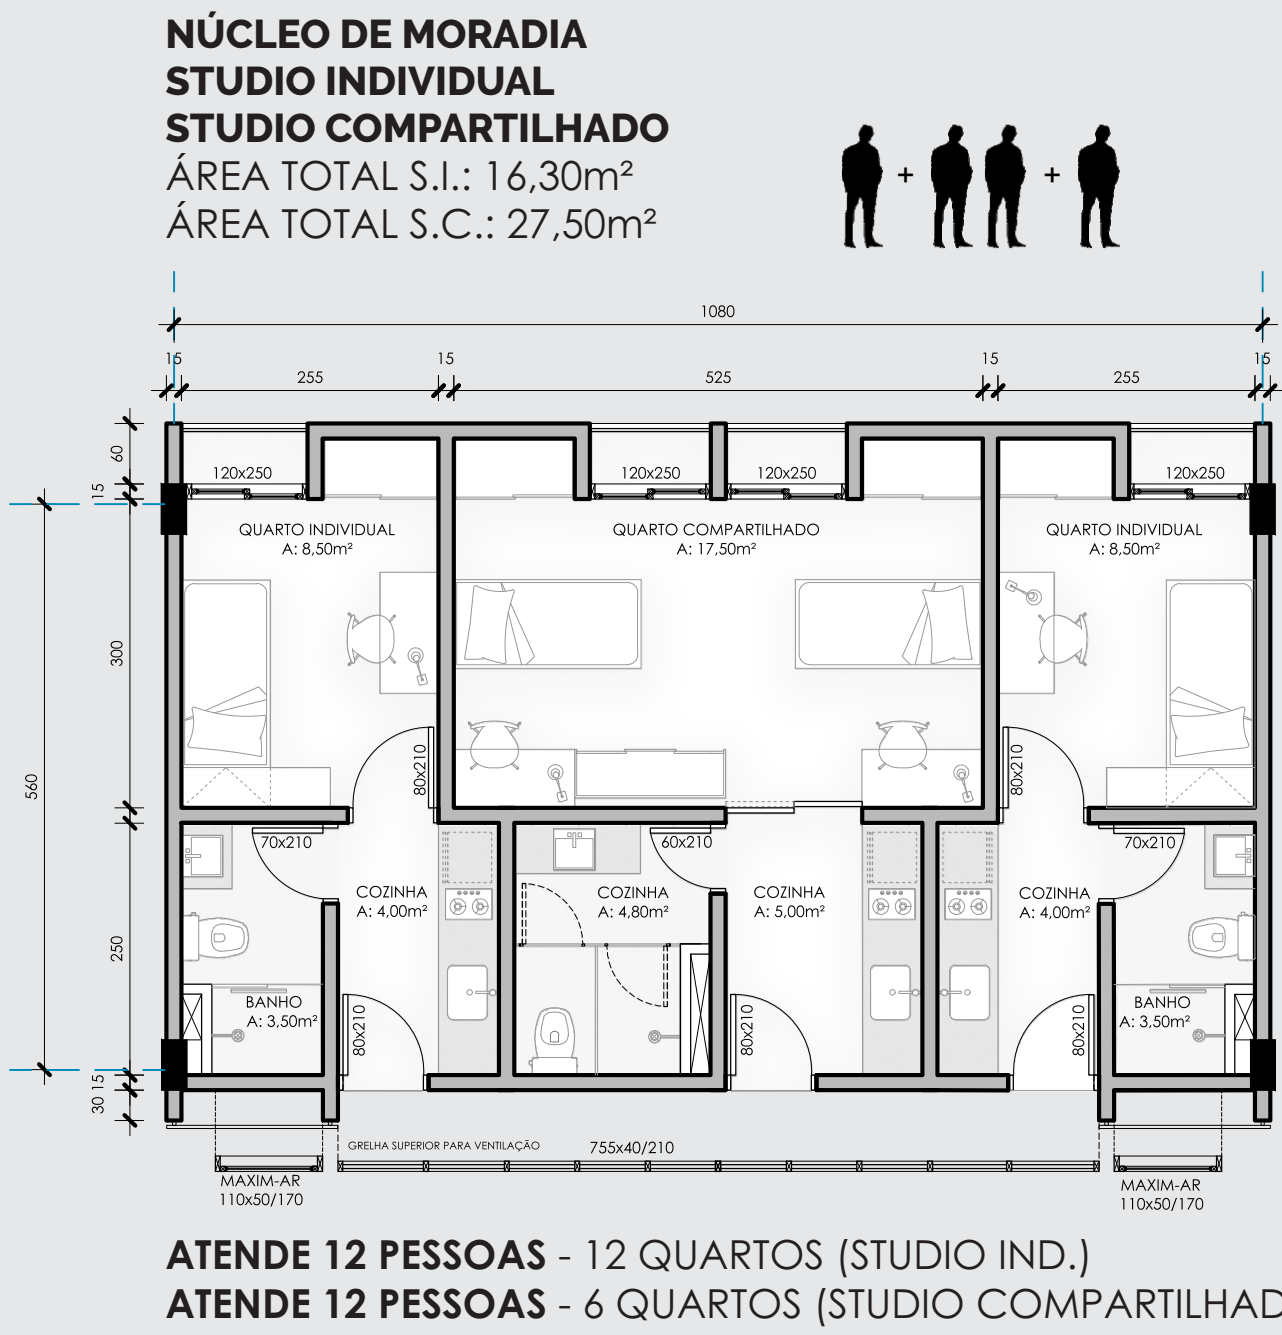 NÚCLEO DE MORADIA
STUDIO INDIVIDUAL
STUDIO COMPARTILHADO
ÁREA TOTAL S.I.: 16,30m²
ÁREA TOTAL S.C.: 27,50m²
+ +
1080
15 15 15 15
255 525 255
60
15
300
560
250
15
30
120x250 120x250 120x250 120x250
QUARTO INDIVIDUAL
A: 8,50m²
QUARTO COMPARTILHADO
A: 17,50m²
QUARTO INDIVIDUAL
A: 8,50m²
80x210 80x210
70x210 60x210 70x210
COZINHA
A: 4,00m²
COZINHA
A: 4,80m²
COZINHA
A: 5,00m²
COZINHA
A: 4,00m²
BANHO
A: 3,50m²
BANHO
A: 3,50m²
80x210 80x210 80x210
GRELHA SUPERIOR PARA VENTILAÇÃO 755x40/210
MAXIM-AR
110x50/170
MAXIM-AR
110x50/170
ATENDE 12 PESSOAS - 12 QUARTOS (STUDIO IND.)
ATENDE 12 PESSOAS - 6 QUARTOS (STUDIO COMPARTILHAD